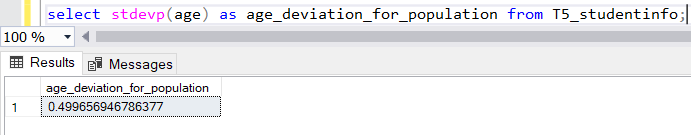 select stdevp(age) as age_deviation_for_population from T5_studentinfo;
100 %
Results Messages
age_deviation_for_population
1 0.499656946786377